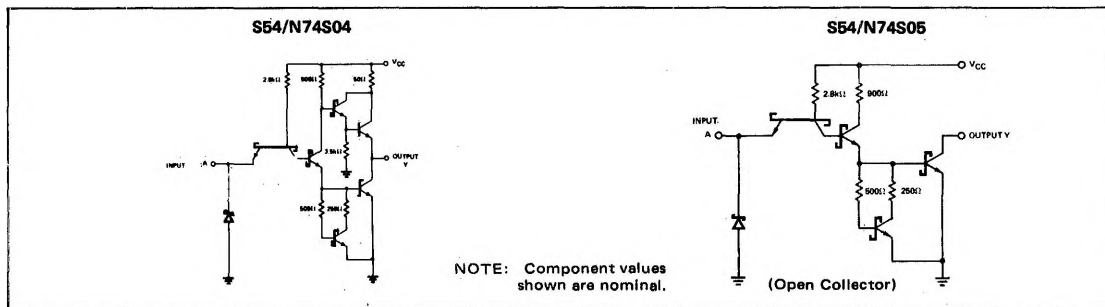 S54/N74S04
VCC
2.8kΩ
900Ω
50Ω
3.5kΩ
INPUT
A
OUTPUT
Y
500Ω
250Ω
S54/N74S05
VCC
2.8kΩ
900Ω
INPUT.
A
OUTPUT Y
500Ω
250Ω
NOTE: Component values
shown are nominal.
(Open Collector)